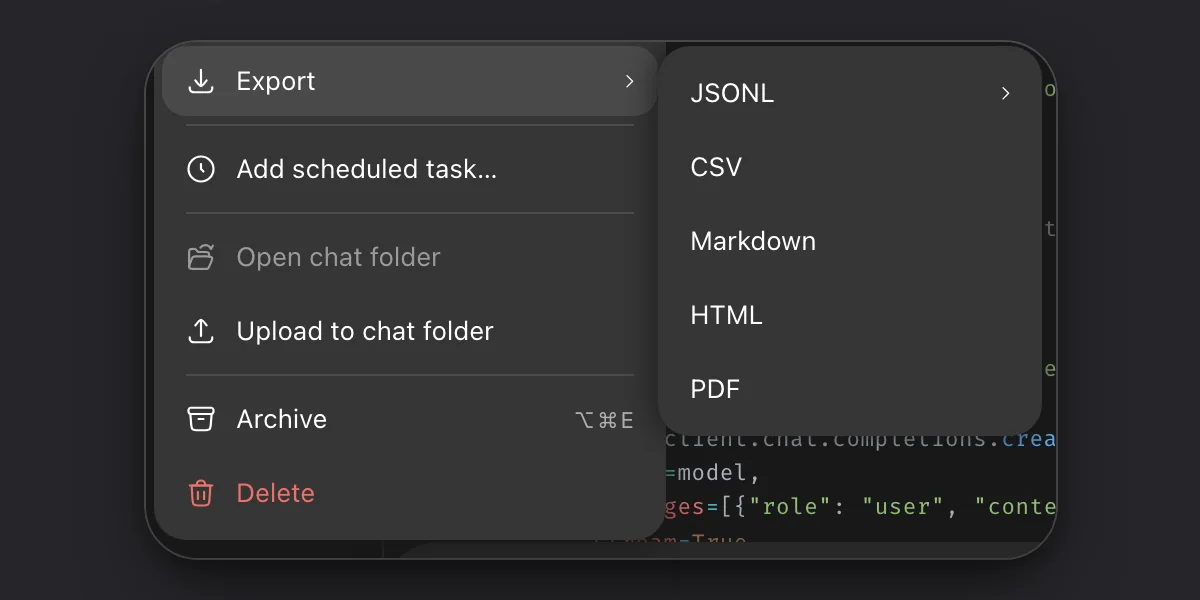 Export
Add scheduled task...
Open chat folder
Upload to chat folder
Archive ⌥⌘E
Delete
JSONL
CSV
Markdown
HTML
PDF
client.chat.completions.crea
=model,
ges=[{"role": "user", "conte
=True